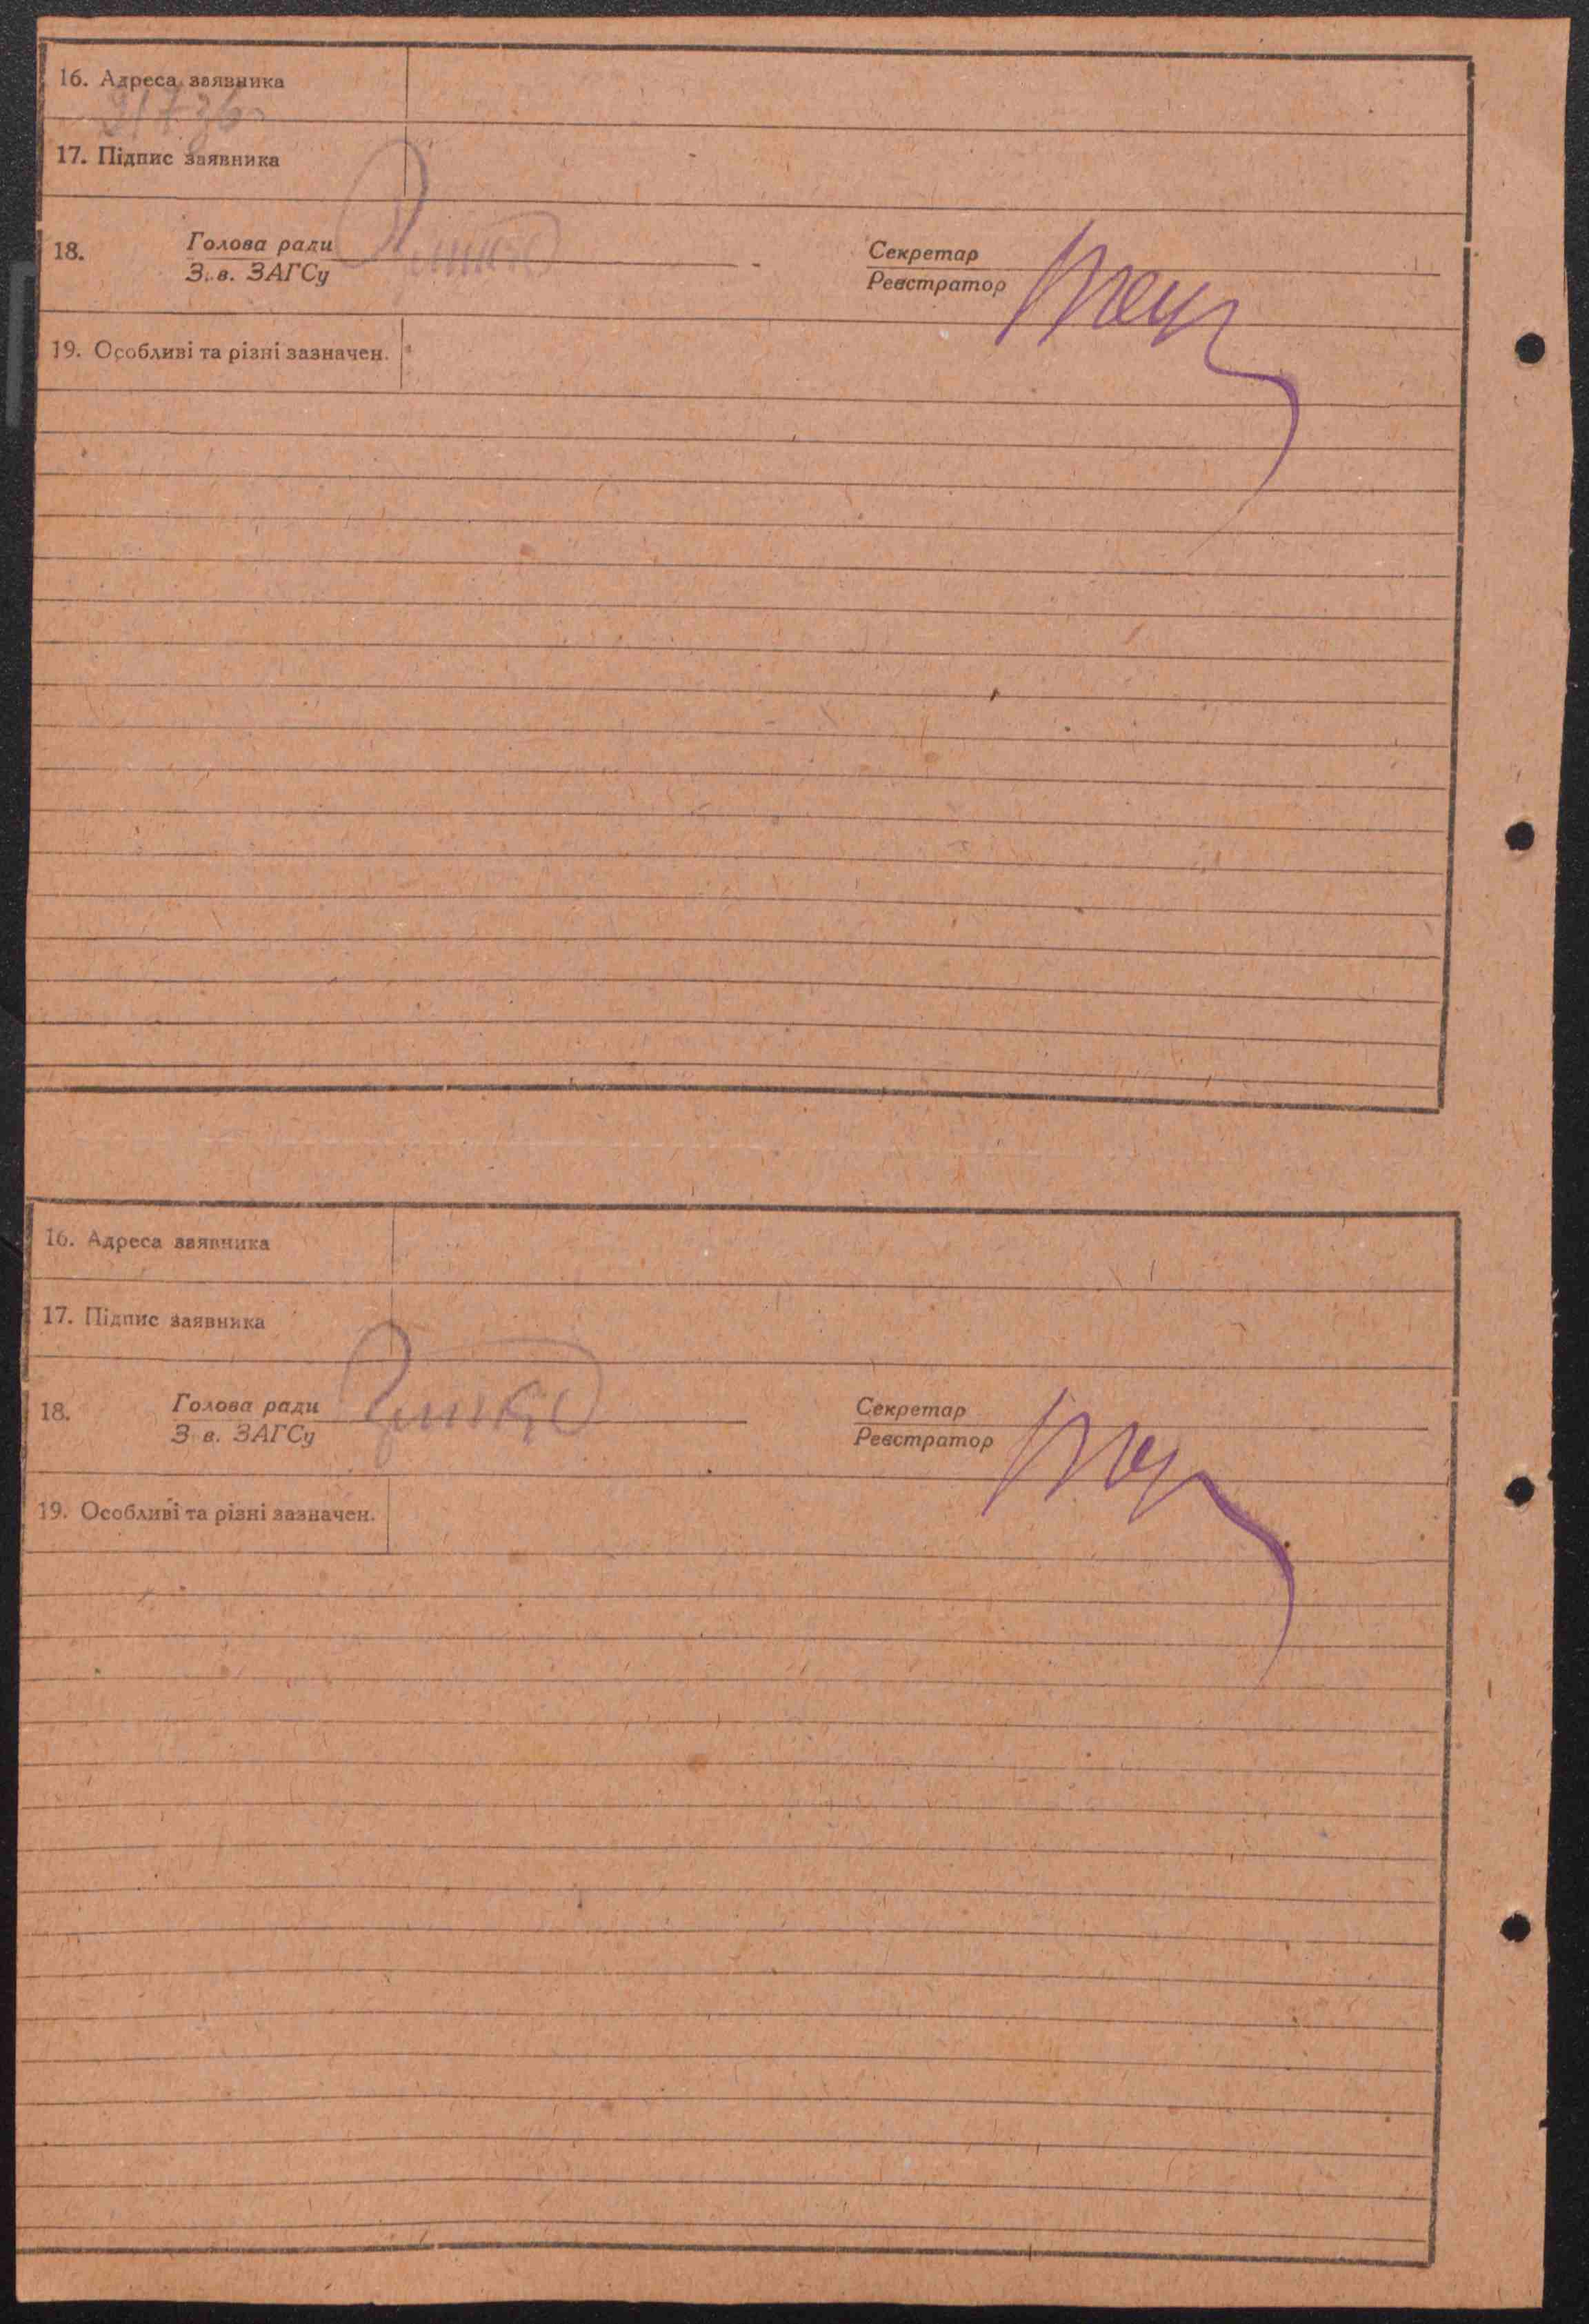 16. Адреса заявника
17. Підпис заявника
18. Голова ради
З. в. ЗАГСу
Секретар
Реєстратор
19. Особливі та різні зазначен.
16. Адреса заявника
17. Підпис заявника
18. Голова ради
З в. ЗАГСу
Секретар
Реєстратор
19. Особливі та різні зазначен.